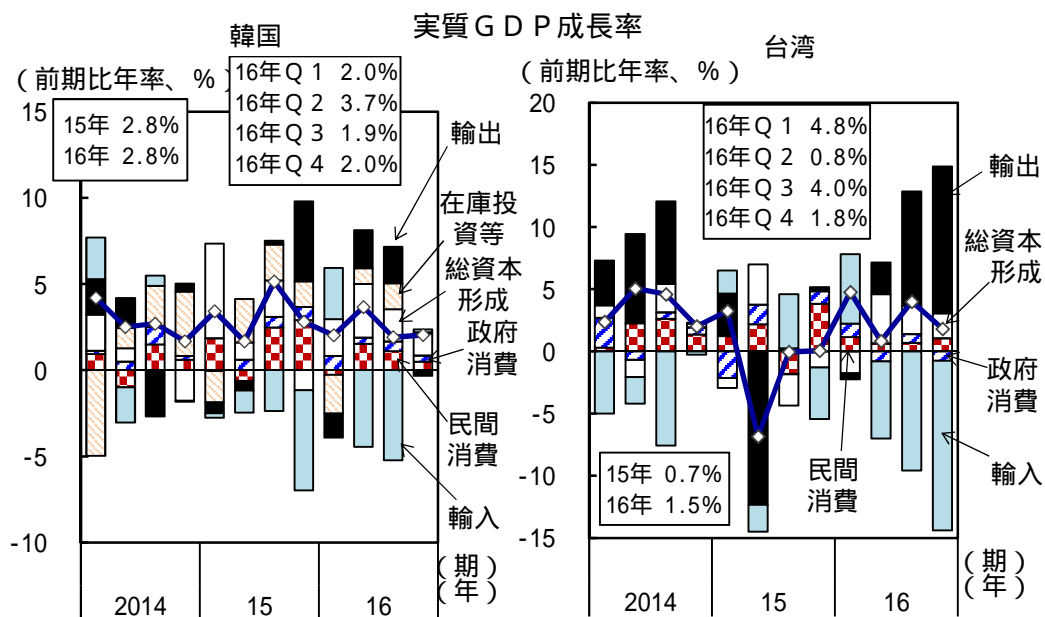 実質ＧＤＰ成長率
韓国
（前期比年率、％）
15年 2.8%
16年 2.8%
16年Ｑ１ 2.0%
16年Ｑ２ 3.7%
16年Ｑ３ 1.9%
16年Ｑ４ 2.0%
15
10
5
0
-5
-10
輸出
在庫投
資等
総資本
形成
政府
消費
民間
消費
輸入
（期）
（年）
2014
15
16
台湾
（前期比年率、％）
16年Ｑ１ 4.8%
16年Ｑ２ 0.8%
16年Ｑ３ 4.0%
16年Ｑ４ 1.8%
20
15
10
5
0
-5
-10
-15
輸出
総資本
形成
政府
消費
民間
消費
輸入
15年 0.7%
16年 1.5%
（期）
（年）
2014
15
16